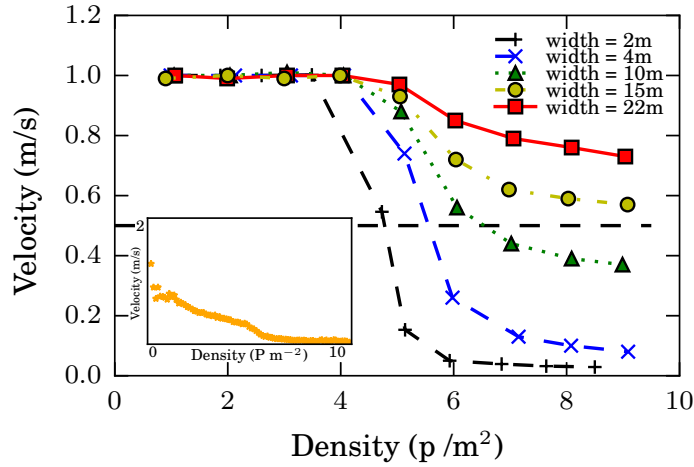 1.2
1.0
0.8
0.6
0.4
0.2
0.0
Velocity (m/s)
0
2
4
6
8
10
Density (p /m²)
width = 2m
width = 4m
width = 10m
width = 15m
width = 22m
2
Velocity (m/s)
0
10
Density (P m⁻²)